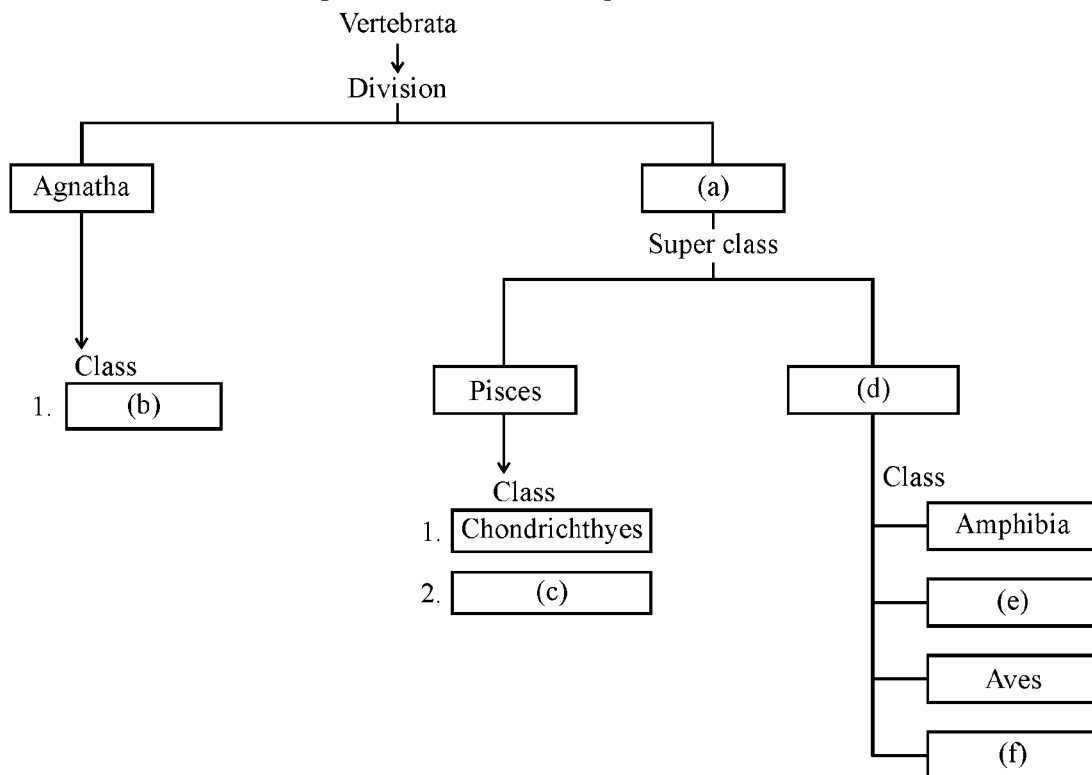 Vertebrata
Division
Agnatha
(a)
Super class
Class
1. (b)
Pisces
(d)
Class
1. Chondrichthyes
2. (c)
Class
Amphibia
(e)
Aves
(f)